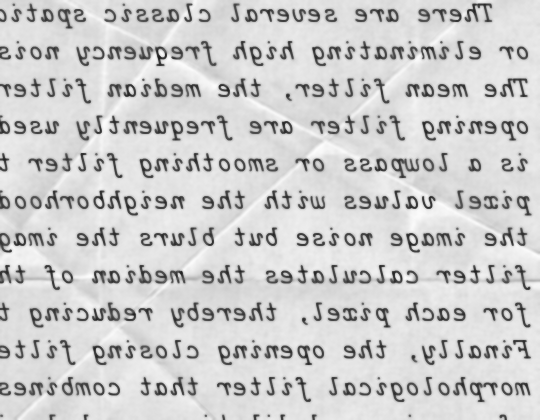 There are several classic spatia
or eliminating high frequency nois
The mean filter, the median filter
opening filter are frequently used
is a lowpass or smoothing filter t
pixel values with the neighborhood
the image noise but blurs the imag
filter calculates the median of th
for each pixel, thereby reducing t
Finally, the opening closing filte
morphological filter that combines